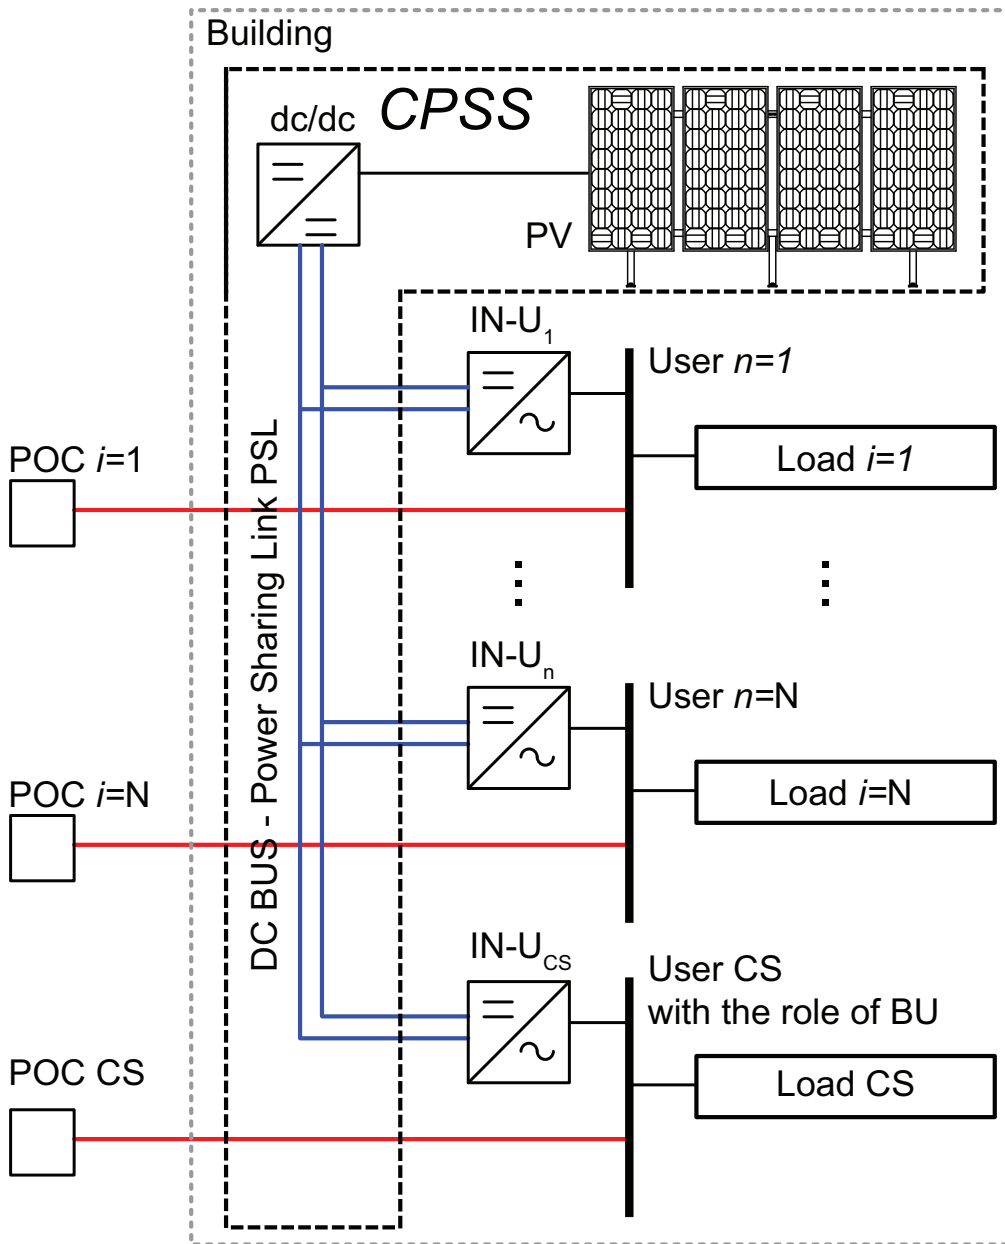 Building
CPSS
dc/dc
PV
IN-U1
User n=1
Load i=1
POC i=1
DC BUS - Power Sharing Link PSL
IN-Un
User n=N
Load i=N
POC i=N
IN-UCS
User CS
with the role of BU
Load CS
POC CS